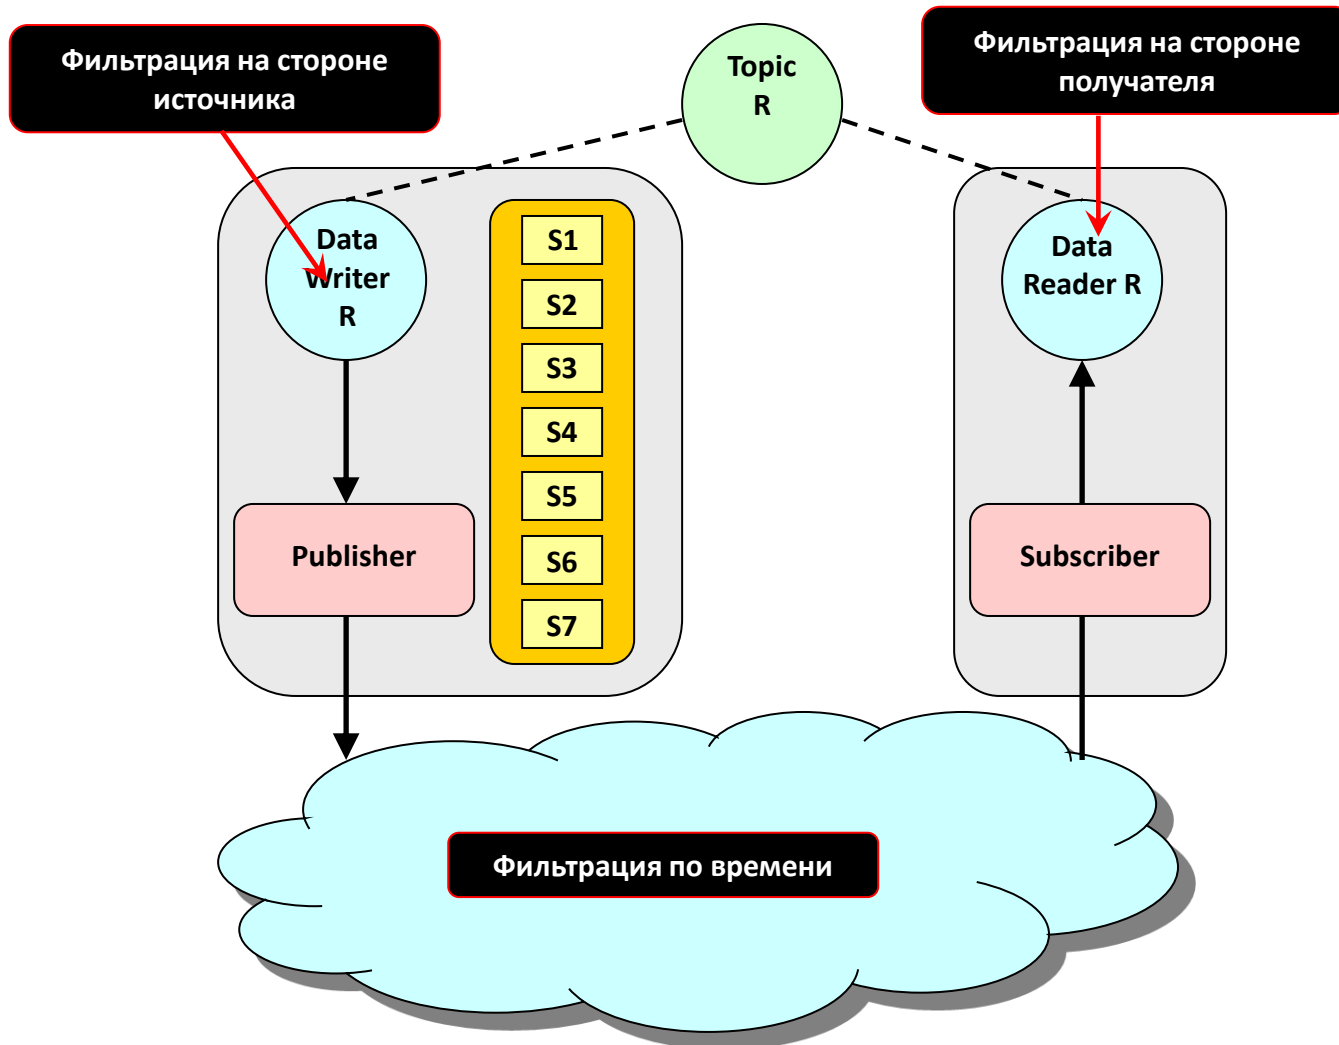 Фильтрация на стороне
источника
Topic
R
Фильтрация на стороне
получателя
Data
Writer
R
S1
S2
S3
S4
S5
S6
S7
Data
Reader R
Publisher
Subscriber
Фильтрация по времени